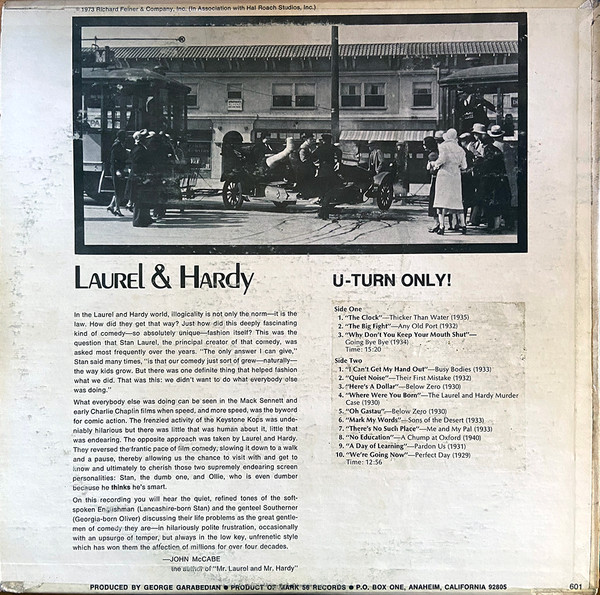 © 1973 Richard Feiner & Company, Inc. (In Association with Hal Roach Studios, Inc.)
LAUREL & HARDY
U-TURN ONLY!
In the Laurel and Hardy world, illogicality is not only the norm—it is the
law. How did they get that way? Just how did this deeply fascinating
kind of comedy—so absolutely unique—fashion itself? This was the
question that Stan Laurel, the principal creator of that comedy, was
asked most frequently over the years. "The only answer I can give,"
Stan said many times, "is that our comedy just sort of grew—naturally—
the way kids grow. But there was one definite thing that helped fashion
what we did. That was this: we didn't want to do what everybody else
was doing."
What everybody else was doing can be seen in the Mack Sennett and
early Charlie Chaplin films when speed, and more speed, was the byword
for comic action. The frenzied activity of the Keystone Kops was unde-
niably hilarious but there was little that was human about it, little that
was endearing. The opposite approach was taken by Laurel and Hardy.
They reversed the frantic pace of film comedy; slowing it down to a walk
and a pause, thereby allowing us the chance to visit with and get to
know and ultimately to cherish those two supremely endearing screen
personalities: Stan, the dumb one, and Ollie, who is even dumber
because he thinks he's smart.
On this recording you will hear the quiet, refined tones of the soft-
spoken Englishman (Lancashire-born Stan) and the genteel Southerner
(Georgia-born Oliver) discussing their life problems as the great gentle-
men of comedy they are—in hilariously polite frustration, occasionally
with an upsurge of temper, but always in the low key, unfrenetic style
which has won them the affection of millions for over four decades.
—JOHN McCABE
the author of "Mr. Laurel and Mr. Hardy"
Side One
1. "The Clock"—Thicker Than Water (1935)
2. "The Big Fight"—Any Old Port (1932)
3. "Why Don't You Keep Your Mouth Shut"—
Going Bye Bye (1934)
Time: 15:20
Side Two
1. "I Can't Get My Hand Out"—Busy Bodies (1933)
2. "Quiet Noise"—Their First Mistake (1932)
3. "Here's A Dollar"—Below Zero (1930)
4. "Where Were You Born"—The Laurel and Hardy Murder
Case (1930)
5. "Oh Gastau"—Below Zero (1930)
6. "Mark My Words"—Sons of the Desert (1933)
7. "There's No Such Place"—Me and My Pal (1933)
8. "No Education"—A Chump at Oxford (1940)
9. "A Day of Learning"—Pardon Us (1931)
10. "We're Going Now"—Perfect Day (1929)
Time: 12:56
PRODUCED BY GEORGE GARABEDIAN ● PRODUCT OF MARK 56 RECORDS ● P.O. BOX ONE, ANAHEIM, CALIFORNIA 92805
601